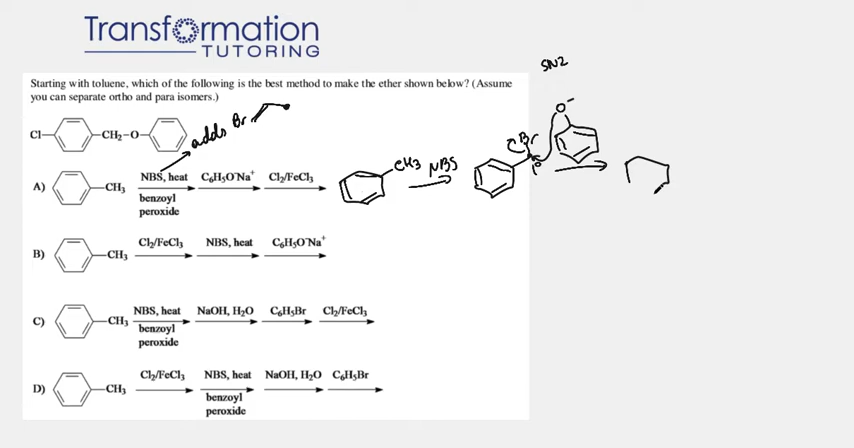 Transformation
TUTORING
SN2
Starting with toluene, which of the following is the best method to make the ether shown below? (Assume
you can separate ortho and para isomers.)
Cl CH₂-O
adds Br
O⁻
A) CH₃ NBS, heat C₆H₅O⁻Na⁺ Cl₂/FeCl₃
benzoyl
peroxide
CH₃ NBS Br 1°
B) CH₃ Cl₂/FeCl₃ NBS, heat C₆H₅O⁻Na⁺
C) CH₃ NBS, heat NaOH, H₂O C₆H₅Br Cl₂/FeCl₃
benzoyl
peroxide
D) CH₃ Cl₂/FeCl₃ NBS, heat NaOH, H₂O C₆H₅Br
benzoyl
peroxide